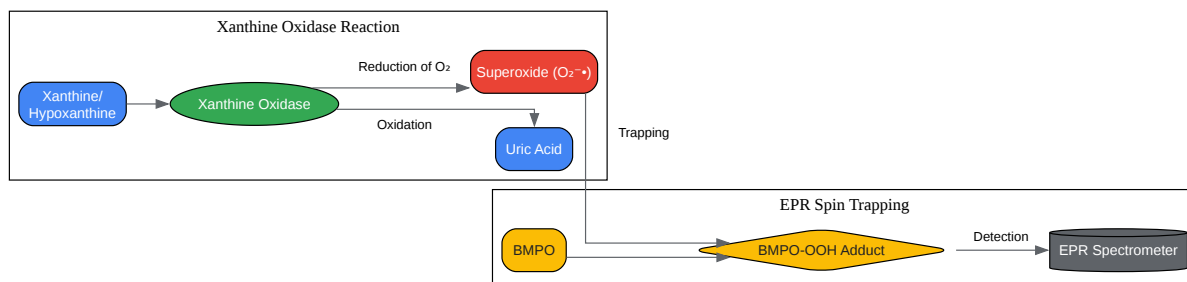 Xanthine Oxidase Reaction
Reduction of O₂
Superoxide (O₂⁻•)
Xanthine/
Hypoxanthine
Xanthine Oxidase
Oxidation
Uric Acid
Trapping
EPR Spin Trapping
BMPO
BMPO-OOH Adduct
Detection
EPR Spectrometer